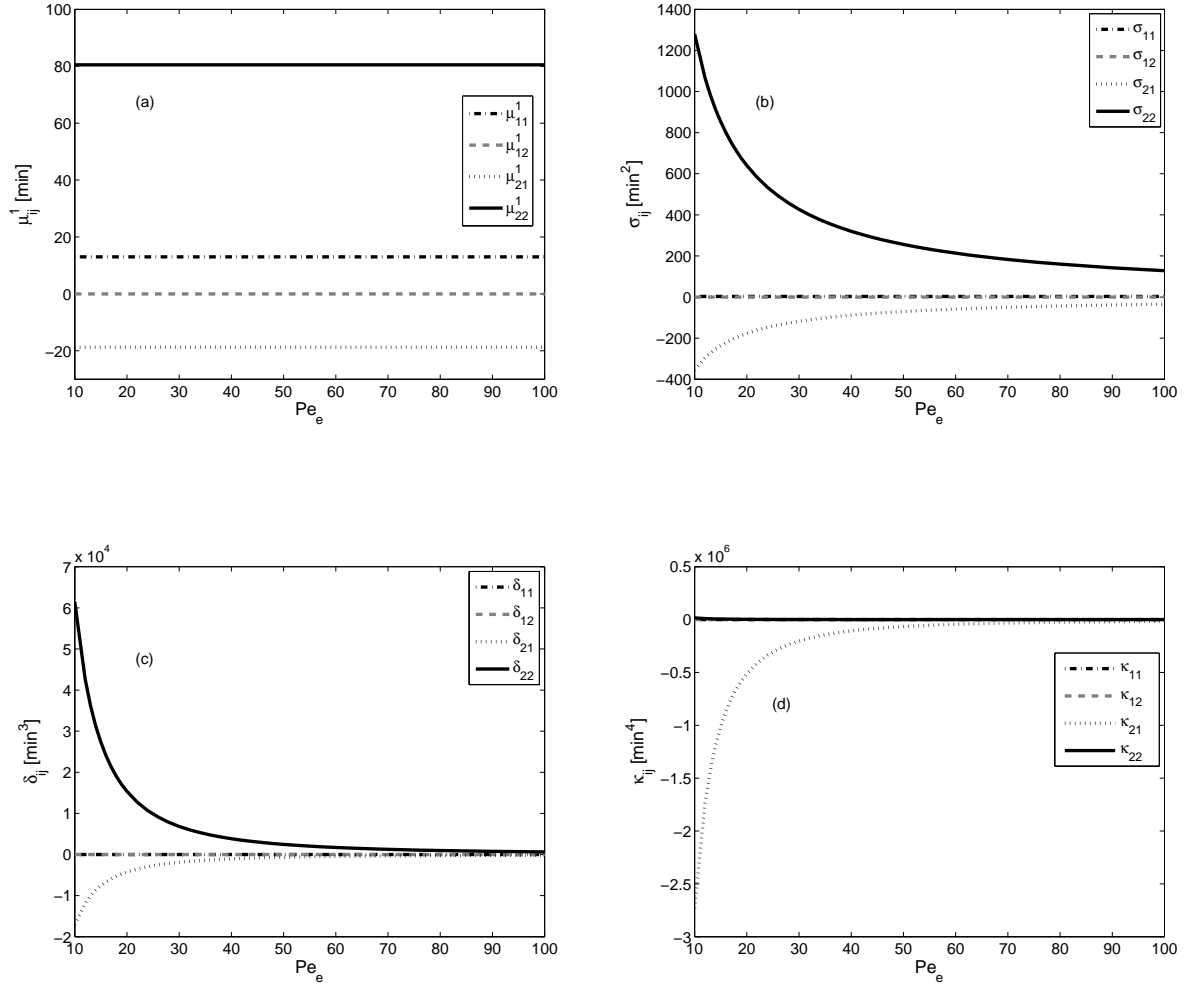 100
80
60
40
20
0
−20
μ¹ᵢⱼ [min]
(a)
μ¹₁₁
μ¹₁₂
μ¹₂₁
μ¹₂₂
10 20 30 40 50 60 70 80 90 100
Peₑ
1400
1200
1000
800
600
400
200
0
−200
−400
σᵢⱼ [min²]
(b)
σ₁₁
σ₁₂
σ₂₁
σ₂₂
10 20 30 40 50 60 70 80 90 100
Peₑ
x 10⁴
7
6
5
4
3
2
1
0
−1
−2
δᵢⱼ [min³]
(c)
δ₁₁
δ₁₂
δ₂₁
δ₂₂
10 20 30 40 50 60 70 80 90 100
Peₑ
x 10⁶
0.5
0
−0.5
−1
−1.5
−2
−2.5
−3
κᵢⱼ [min⁴]
(d)
κ₁₁
κ₁₂
κ₂₁
κ₂₂
10 20 30 40 50 60 70 80 90 100
Peₑ